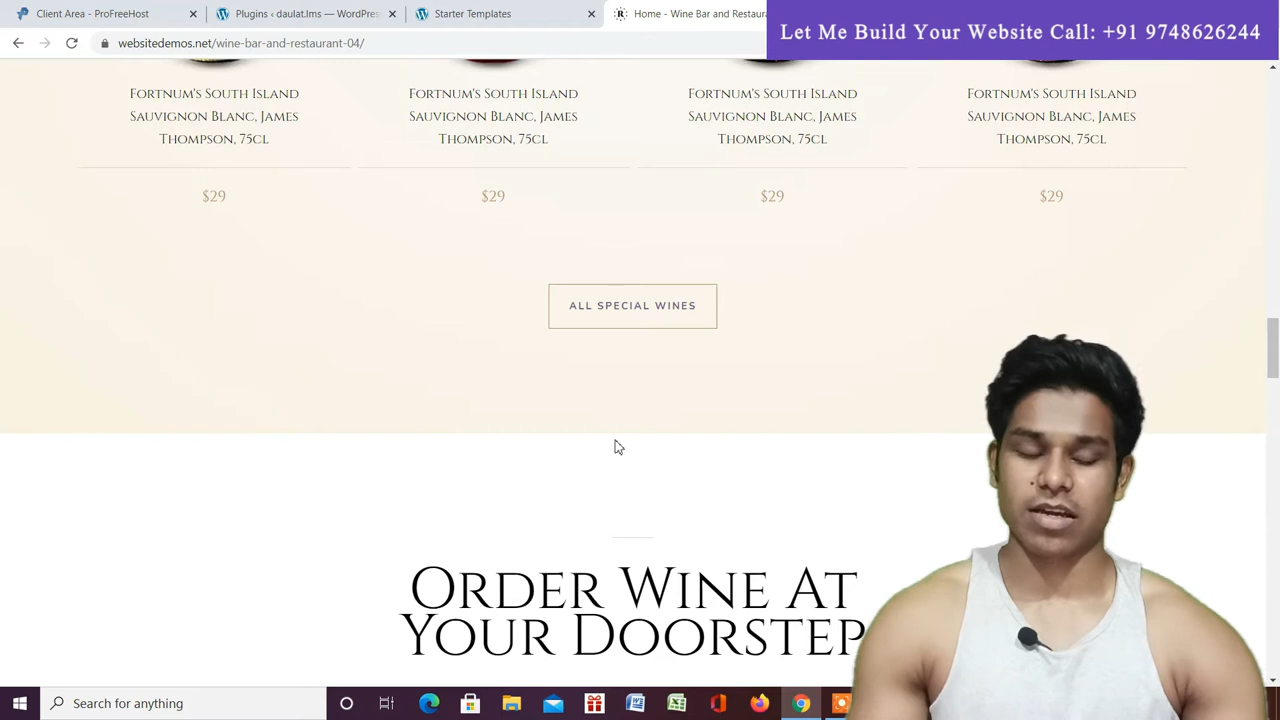 Client Area - ProFreeHost
Plugins ‹ daulat.lms — WordPres
Starter Templates
Home - Wine Bar and Restaura
Let Me Build Your Website Call: +91 9748626244
websitedemos.net/wine-bar-and-restaurant-04/
Fortnum's South Island Sauvignon Blanc, James Thompson, 75cl
$29
Fortnum's South Island Sauvignon Blanc, James Thompson, 75cl
$29
Fortnum's South Island Sauvignon Blanc, James Thompson, 75cl
$29
Fortnum's South Island Sauvignon Blanc, James Thompson, 75cl
$29
ALL SPECIAL WINES
Order Wine At
Your Doorstep
Search for anything